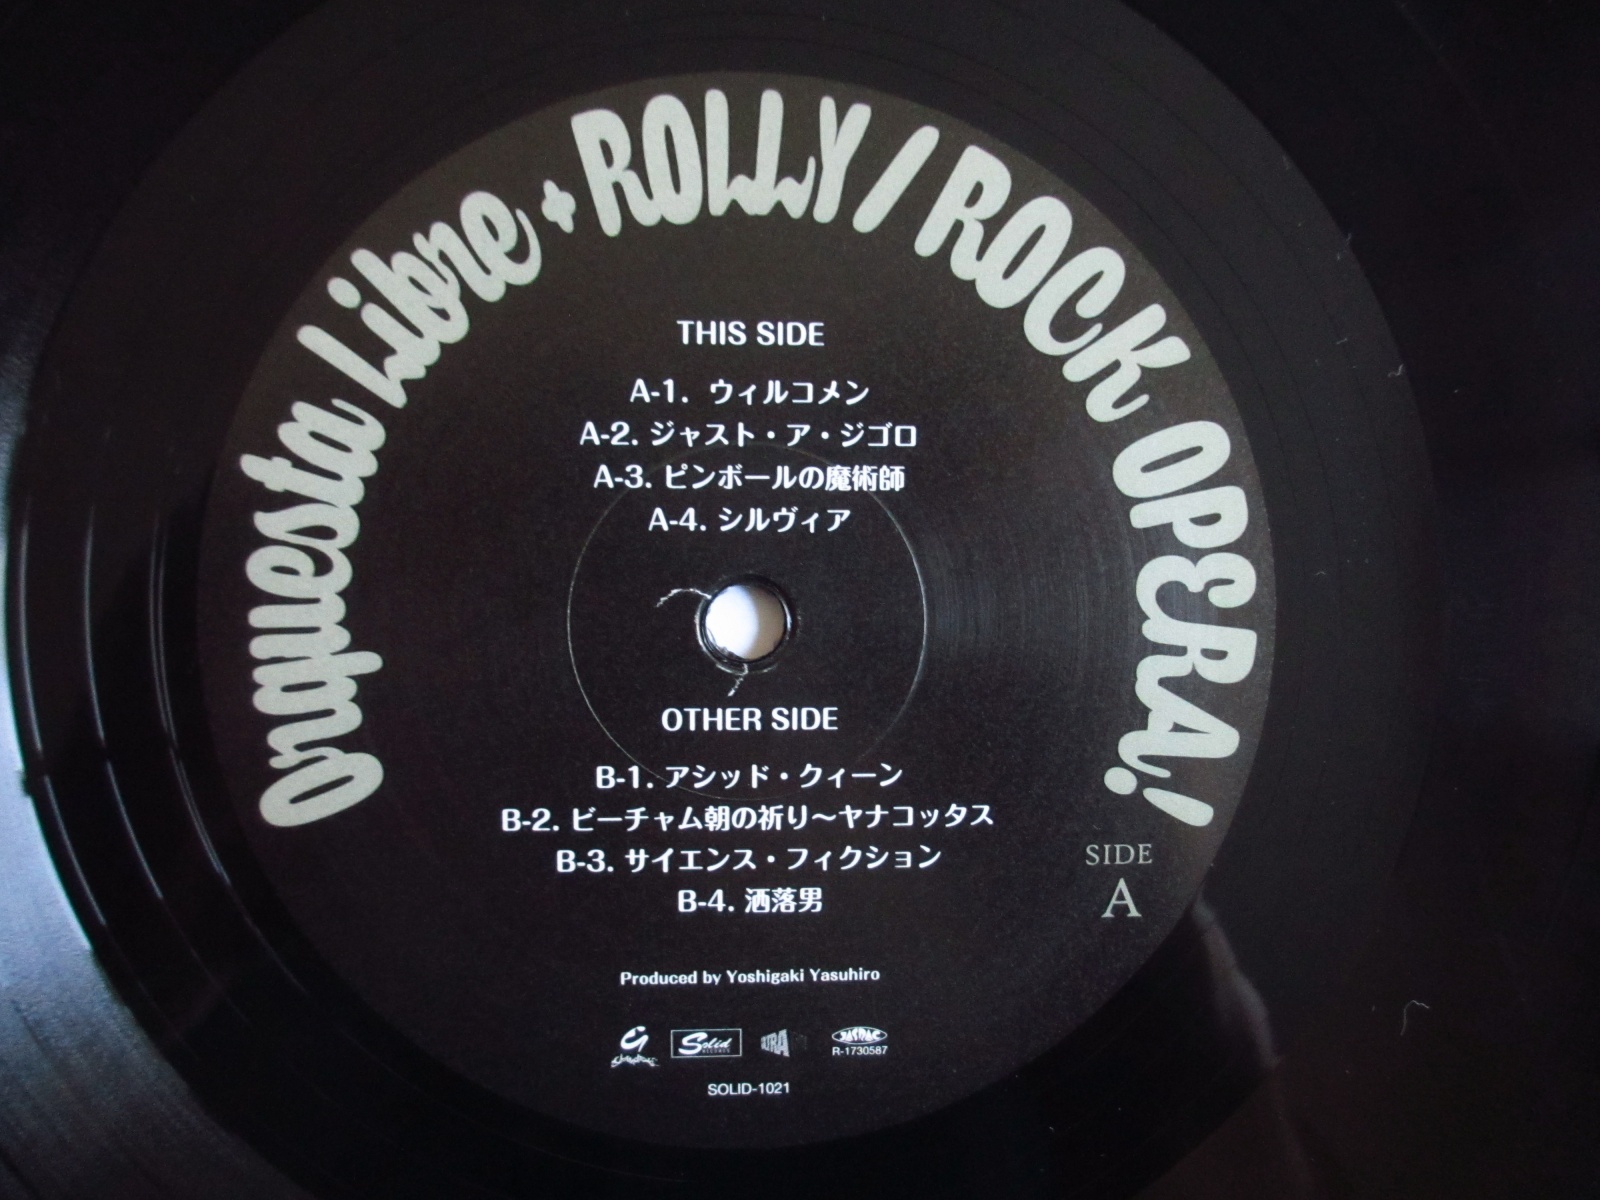 Orquesta Libre + ROLLY / ROCK OPERA!
THIS SIDE
A-1. ウィルコメン
A-2. ジャスト・ア・ジゴロ
A-3. ピンボールの魔術師
A-4. シルヴィア
OTHER SIDE
B-1. アシッド・クィーン
B-2. ビーチャム朝の祈り〜ヤナコッタス
B-3. サイエンス・フィクション
B-4. 洒落男
SIDE
A
Produced by Yoshigaki Yasuhiro
Solid
JASRAC
R-1730587
SOLID-1021